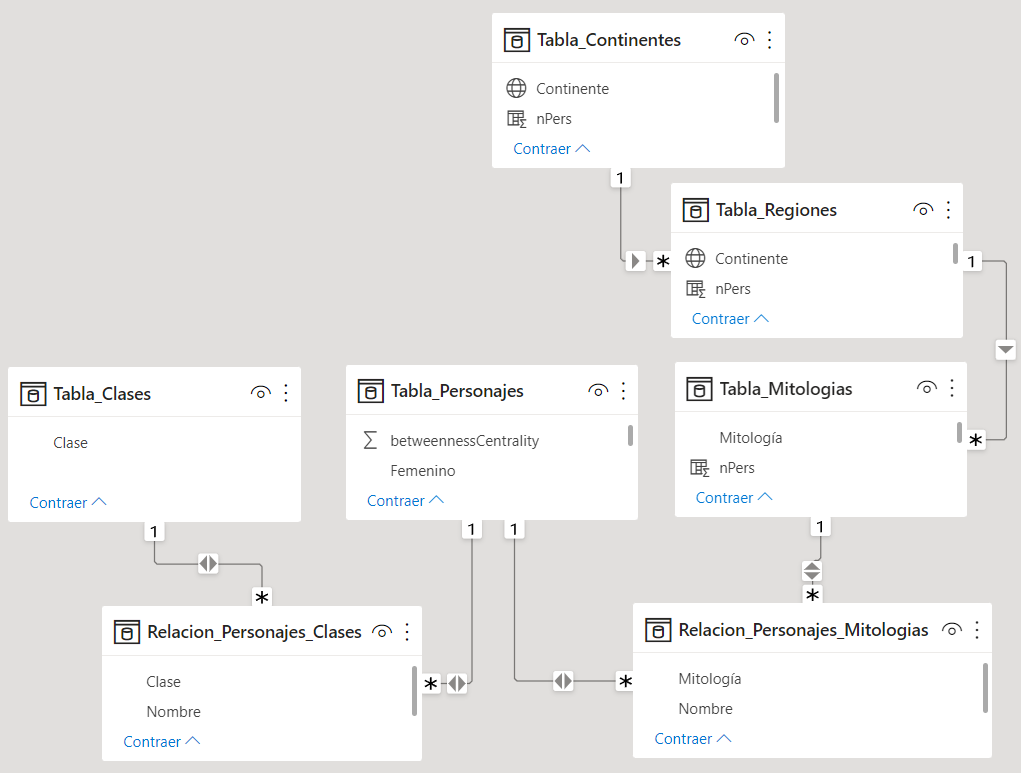 Tabla_Continentes
Continente
nPers
Contraer
1
*
Tabla_Regiones
Continente
nPers
Contraer
1
*
Tabla_Clases
Clase
Contraer
1
*
Tabla_Personajes
betweennessCentrality
Femenino
Contraer
1
1
Tabla_Mitologias
Mitología
nPers
Contraer
1
*
Relacion_Personajes_Clases
Clase
Nombre
Contraer
*
*
Relacion_Personajes_Mitologias
Mitología
Nombre
Contraer